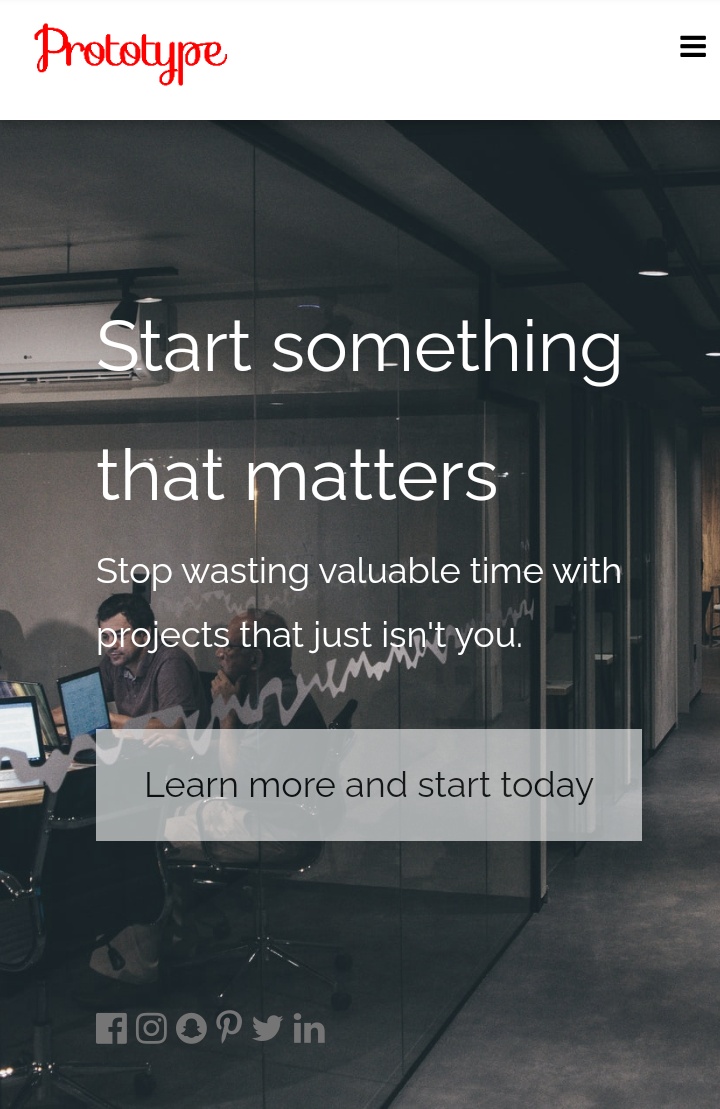 Prototype
Start something
that matters
Stop wasting valuable time with
projects that just isn't you.
Learn more and start today